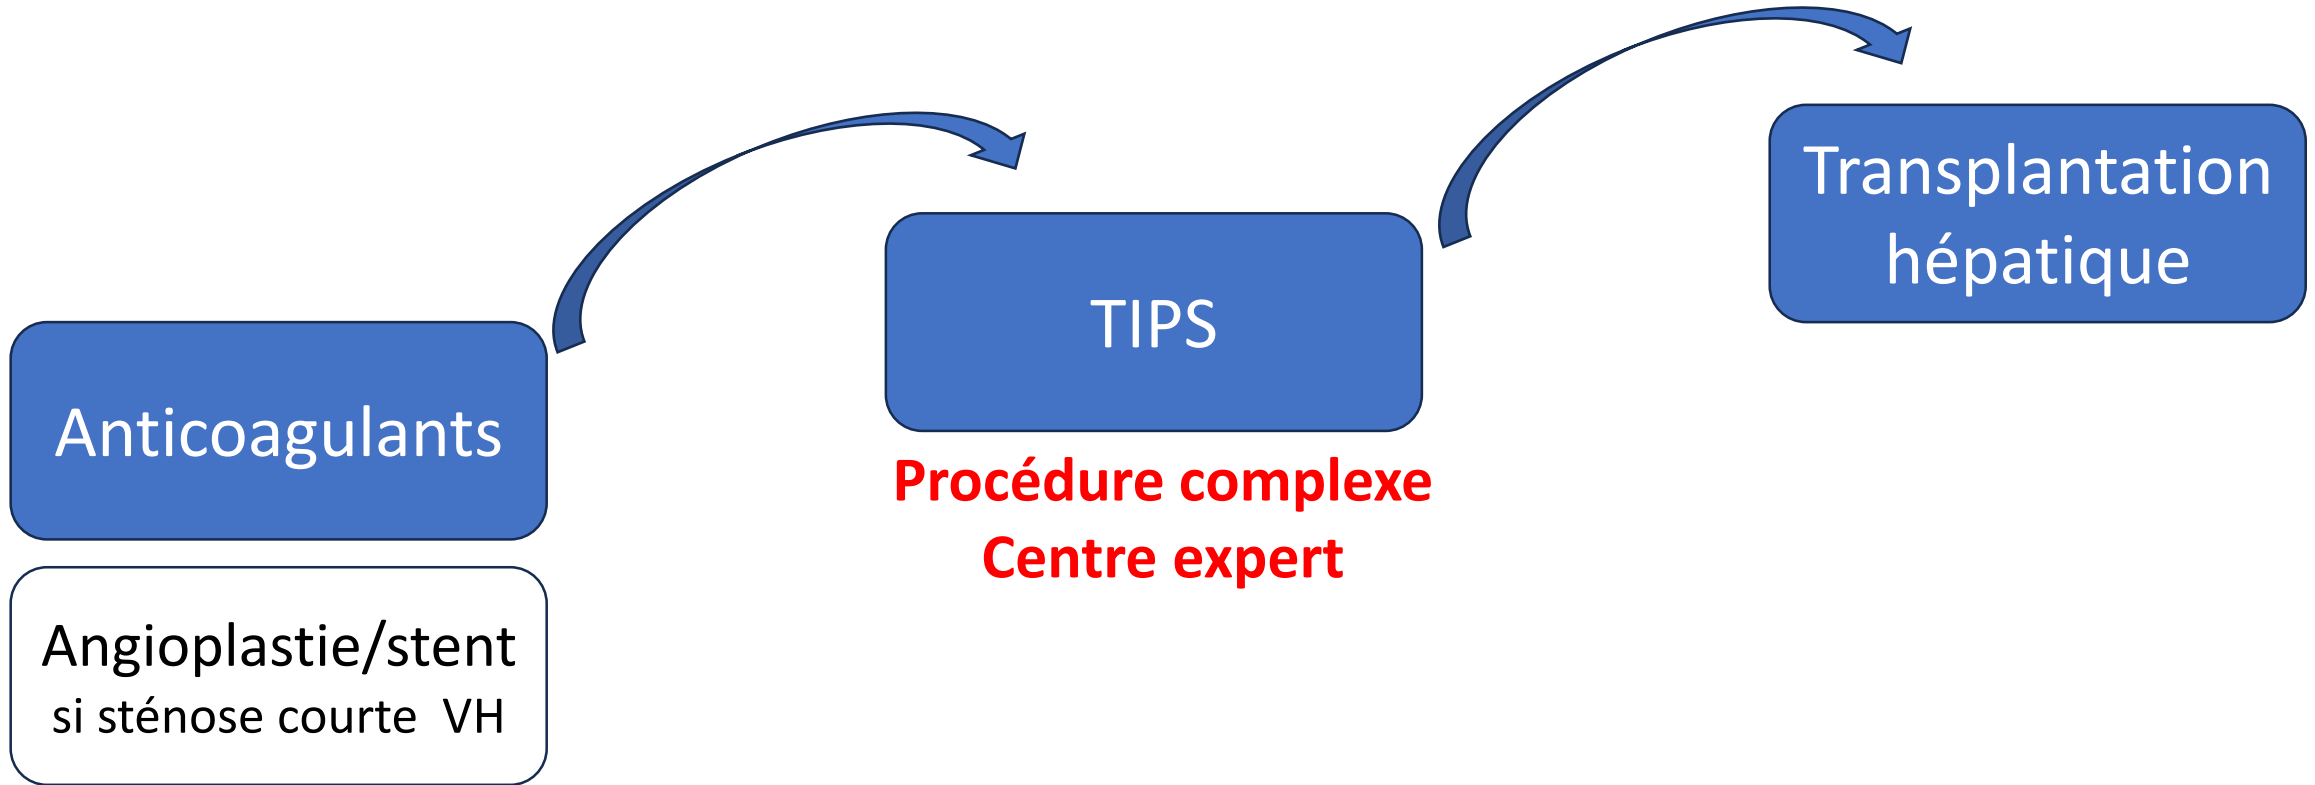 Anticoagulants
Angioplastie/stent
si sténose courte VH
TIPS
Procédure complexe
Centre expert
Transplantation
hépatique